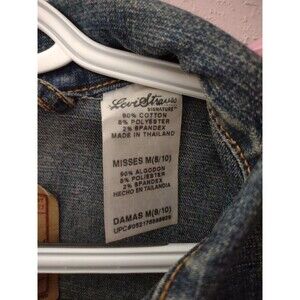 Levi Strauss
SIGNATURE
90% COTTON
8% POLYESTER
2% SPANDEX
MADE IN THAILAND
MISSES M(8/10)
90% ALGODON
8% POLIESTER
2% SPANDEX
HECHO EN TAILANDIA
DAMAS M(8/10)